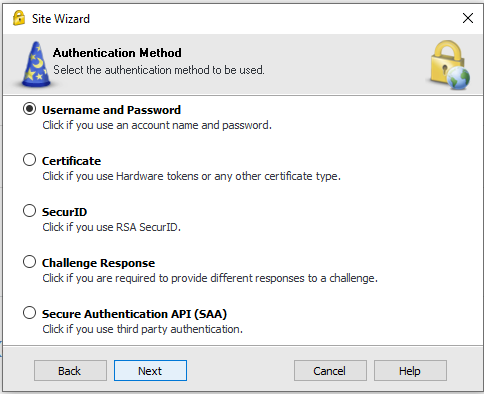 Site Wizard
Authentication Method
Select the authentication method to be used.
Username and Password
Click if you use an account name and password.
Certificate
Click if you use Hardware tokens or any other certificate type.
SecurID
Click if you use RSA SecurID.
Challenge Response
Click if you are required to provide different responses to a challenge.
Secure Authentication API (SAA)
Click if you use third party authentication.
Back Next Cancel Help